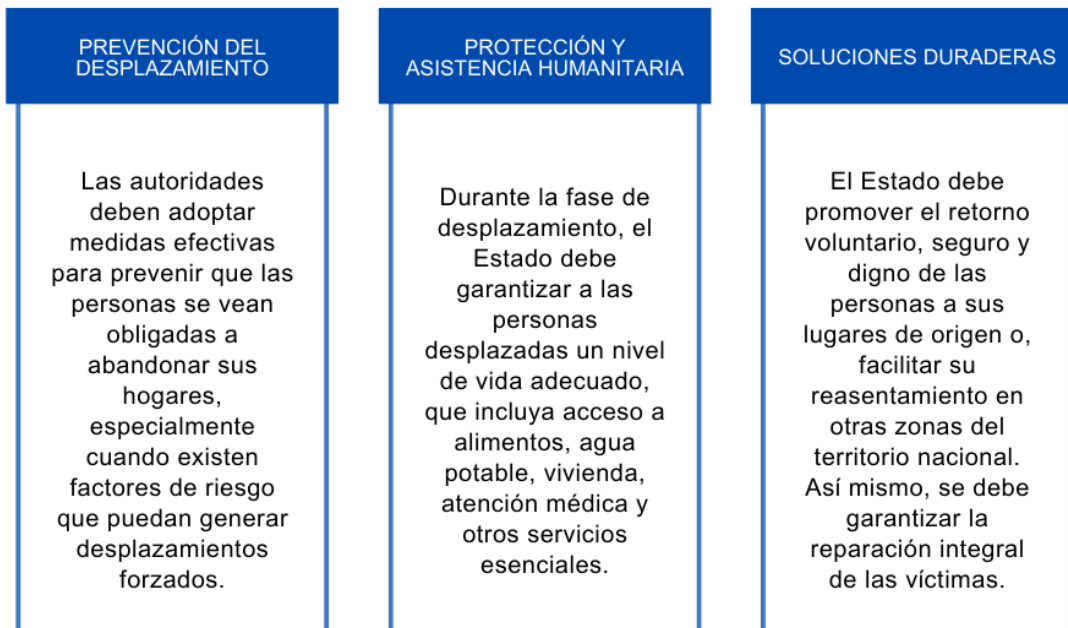 PREVENCIÓN DEL
DESPLAZAMIENTO
Las autoridades
deben adoptar
medidas efectivas
para prevenir que las
personas se vean
obligadas a
abandonar sus
hogares,
especialmente
cuando existen
factores de riesgo
que puedan generar
desplazamientos
forzados.
PROTECCIÓN Y
ASISTENCIA HUMANITARIA
Durante la fase de
desplazamiento, el
Estado debe
garantizar a las
personas
desplazadas un nivel
de vida adecuado,
que incluya acceso a
alimentos, agua
potable, vivienda,
atención médica y
otros servicios
esenciales.
SOLUCIONES DURADERAS
El Estado debe
promover el retorno
voluntario, seguro y
digno de las
personas a sus
lugares de origen o,
facilitar su
reasentamiento en
otras zonas del
territorio nacional.
Así mismo, se debe
garantizar la
reparación integral
de las víctimas.